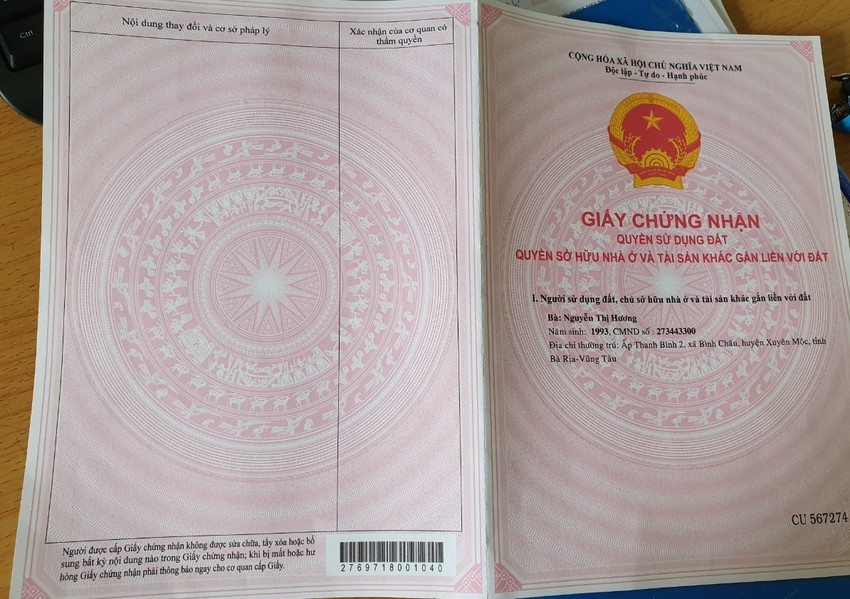 Ctrl
Nội dung thay đổi và cơ sở pháp lý
Xác nhận của cơ quan có
thẩm quyền
Người được cấp Giấy chứng nhận không được sửa chữa, tẩy xóa hoặc bổ
sung bất kỳ nội dung nào trong Giấy chứng nhận; khi bị mất hoặc hư
hỏng Giấy chứng nhận phải thông báo ngay cho cơ quan cấp Giấy.
2769718001040
CỘNG HÒA XÃ HỘI CHỦ NGHĨA VIỆT NAM
Độc lập - Tự do - Hạnh phúc
GIẤY CHỨNG NHẬN
QUYỀN SỬ DỤNG ĐẤT
QUYỀN SỞ HỮU NHÀ Ở VÀ TÀI SẢN KHÁC GẮN LIỀN VỚI ĐẤT
I. Người sử dụng đất, chủ sở hữu nhà ở và tài sản khác gắn liền với đất
Bà: Nguyễn Thị Hương
Năm sinh: 1993, CMND số : 273443300
Địa chỉ thường trú: Ấp Thanh Bình 2, xã Bình Châu, huyện Xuyên Mộc, tỉnh
Bà Rịa-Vũng Tàu
CU 567274